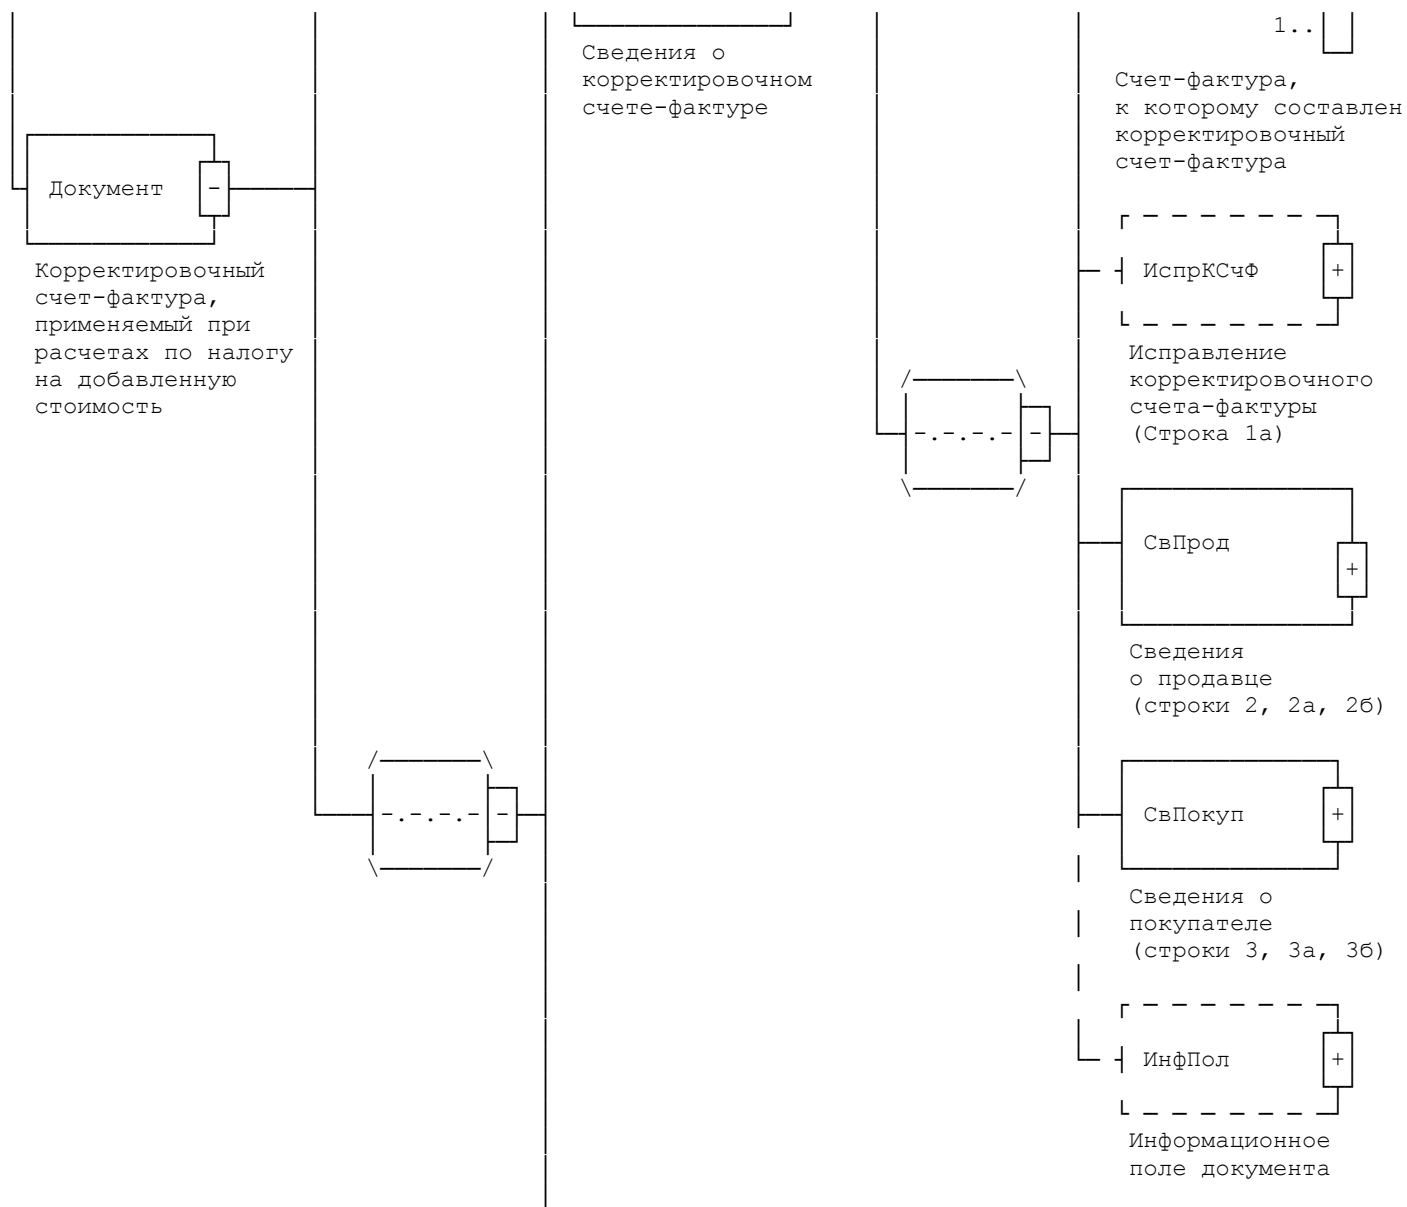 1..
Сведения о
корректировочном
счете-фактуре
Счет-фактура,
к которому составлен
корректировочный
счет-фактура
Документ
-
Корректировочный
счет-фактура,
применяемый при
расчетах по налогу
на добавленную
стоимость
ИспрКСчФ
+
Исправление
корректировочного
счета-фактуры
(Строка 1а)
-.-.-.-
-
СвПрод
+
Сведения
о продавце
(строки 2, 2а, 2б)
-.-.-.-
-
СвПокуп
+
Сведения о
покупателе
(строки 3, 3а, 3б)
ИнфПол
+
Информационное
поле документа